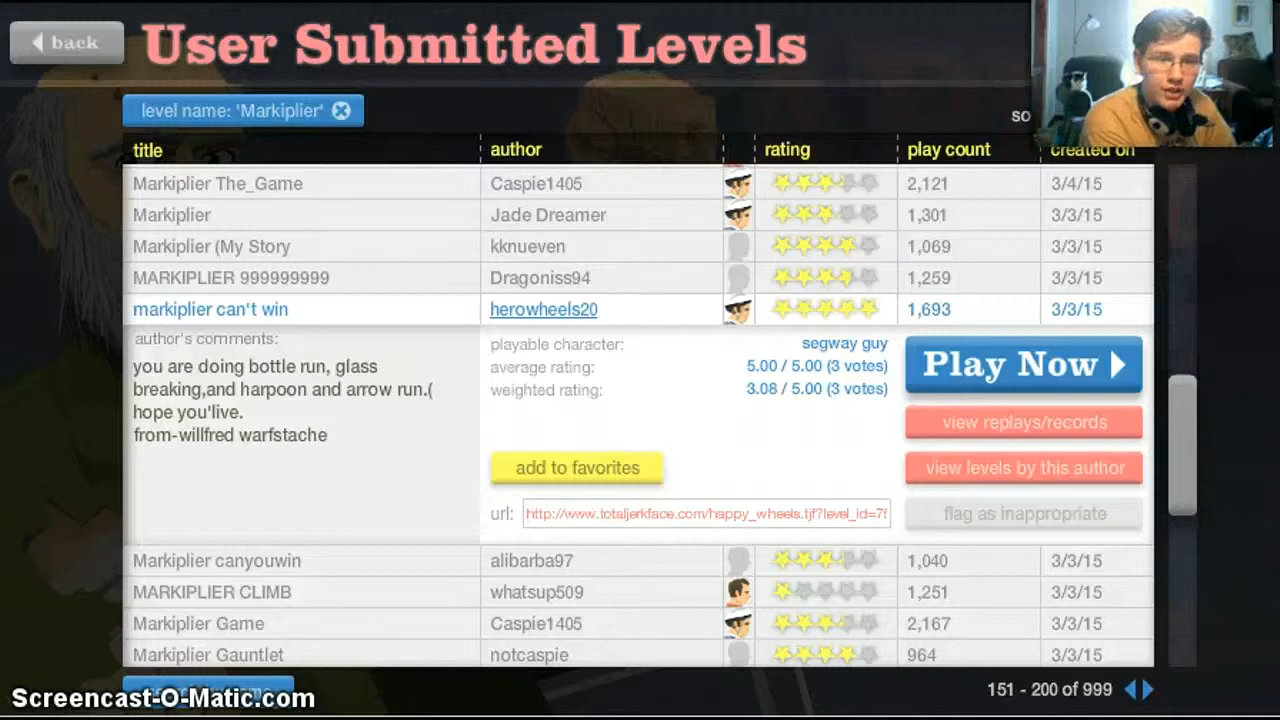 back
User Submitted Levels
level name: 'Markiplier'
so
title author rating play count created on
Markiplier The_Game Caspie1405 2,121 3/4/15
Markiplier Jade Dreamer 1,301 3/3/15
Markiplier (My Story kknueven 1,069 3/3/15
MARKIPLIER 999999999 Dragoniss94 1,259 3/3/15
markiplier can't win herowheels20 1,693 3/3/15
author's comments:
you are doing bottle run, glass
breaking,and harpoon and arrow run.(
hope you'live.
from-willfred warfstache
playable character: segway guy
average rating: 5.00 / 5.00 (3 votes)
weighted rating: 3.08 / 5.00 (3 votes)
add to favorites
url: http://www.totaljerkface.com/happy_wheels.tjf?level_id=75
Play Now
view replays/records
view levels by this author
flag as inappropriate
Markiplier canyouwin alibarba97 1,040 3/3/15
MARKIPLIER CLIMB whatsup509 1,251 3/3/15
Markiplier Game Caspie1405 2,167 3/3/15
Markiplier Gauntlet notcaspie 964 3/3/15
Screencast-O-Matic.com
151 - 200 of 999